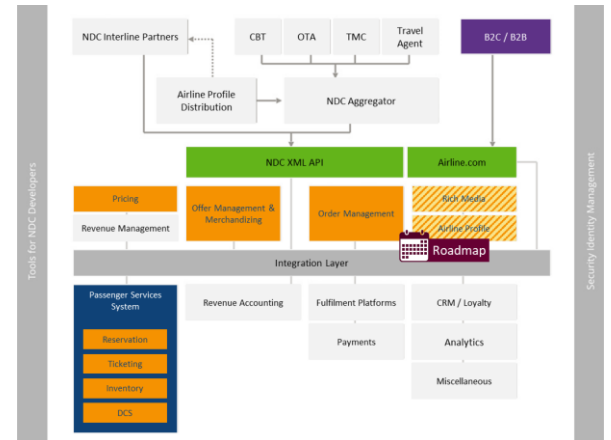 NDC Interline Partners
CBT
OTA
TMC
Travel
Agent
B2C / B2B
Airline Profile
Distribution
NDC Aggregator
Tools for NDC Developers
Security Identity Management
NDC XML API
Airline.com
Pricing
Revenue Management
Offer Management &
Merchandizing
Order Management
Rich Media
Airline Profile
Roadmap
Integration Layer
Passenger Services
System
Reservation
Ticketing
Inventory
DCS
Revenue Accounting
Fulfilment Platforms
Payments
CRM / Loyalty
Analytics
Miscellaneous